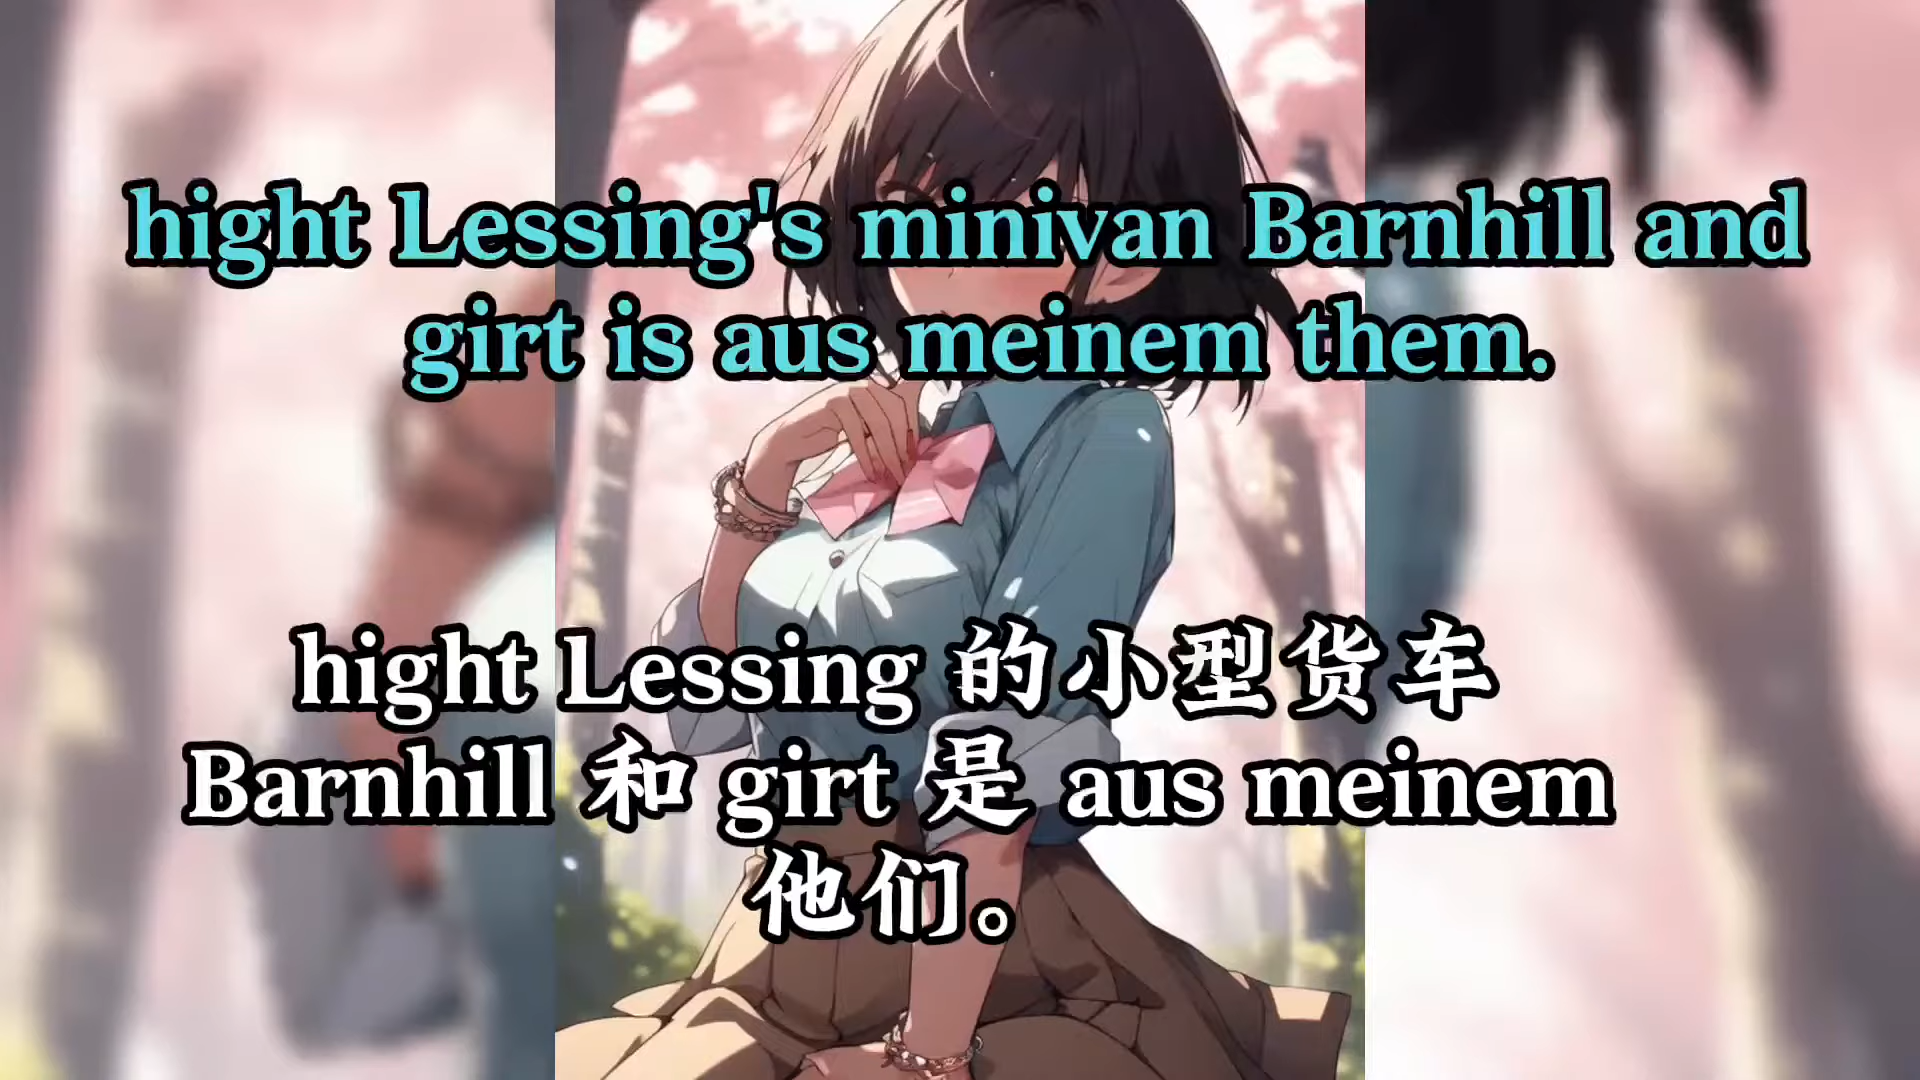 hight Lessing's minivan Barnhill and
girt is aus meinem them.
hight Lessing 的小型货车
Barnhill 和 girt 是 aus meinem
他们。